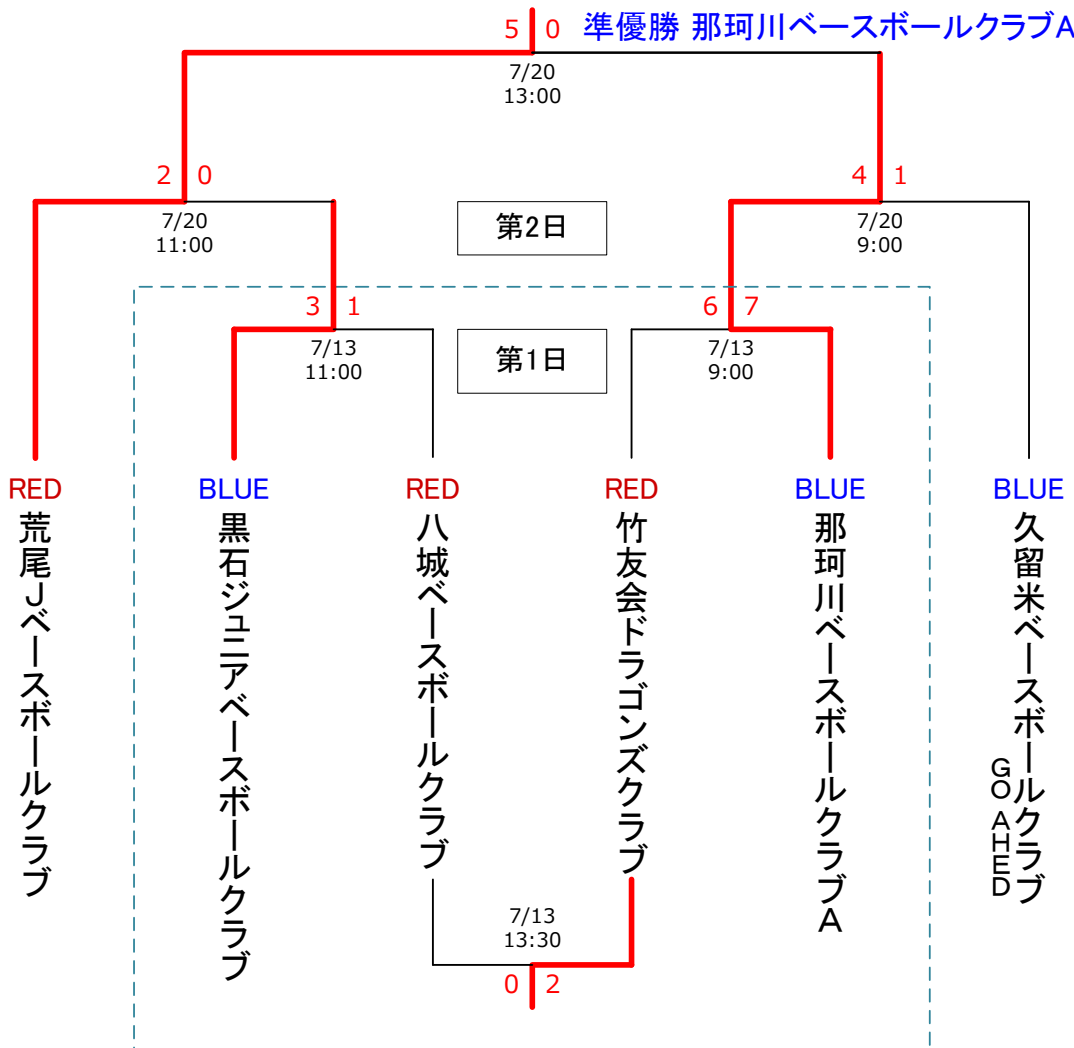 5 0 準優勝 那珂川ベースボールクラブA
7/20
13:00
2 0
4 1
7/20
11:00
第2日
7/20
9:00
3 1
6 7
7/13
11:00
第1日
7/13
9:00
RED
BLUE
RED
RED
BLUE
BLUE
荒尾Jベースボールクラブ
黒石ジュニアベースボールクラブ
八城ベースボールクラブ
竹友会ドラゴンズクラブ
那珂川ベースボールクラブA
久留米ベースボールクラブ
GO AHED
7/13
13:30
0 2